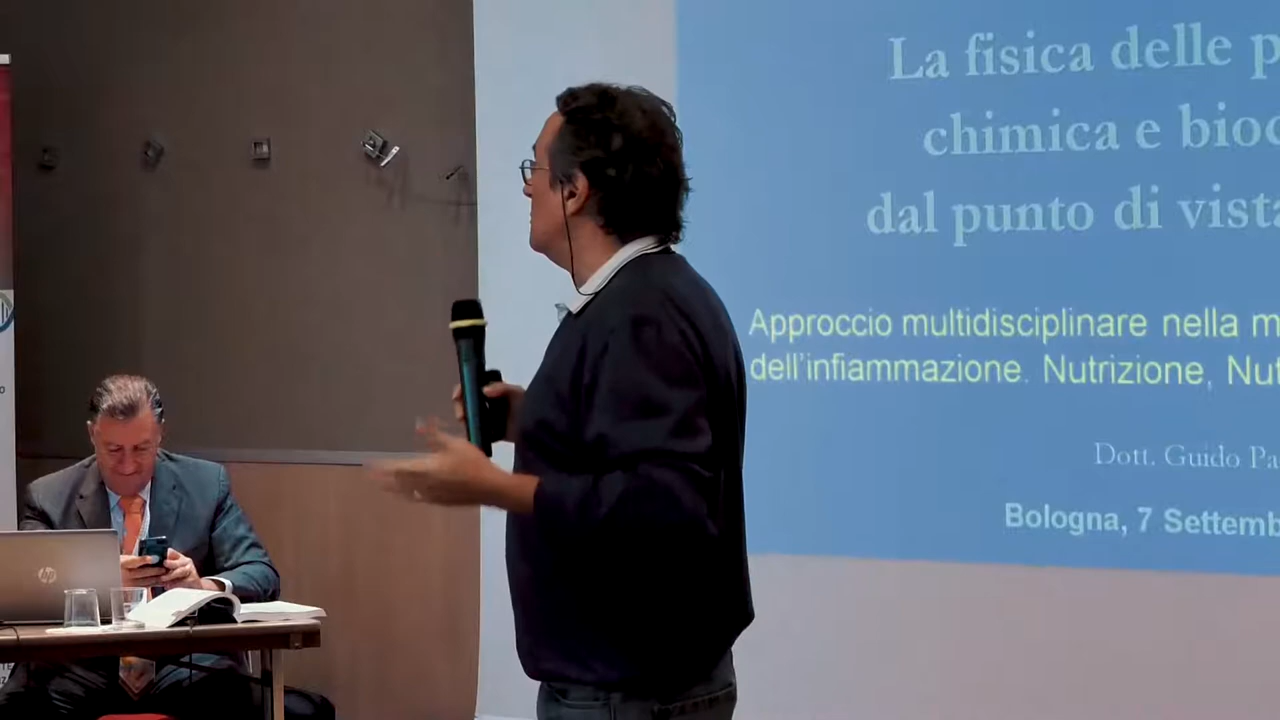 La fisica delle p
chimica e bioc
dal punto di vista
Approccio multidisciplinare nella m
dell'infiammazione. Nutrizione, Nut
Dott. Guido Pa
Bologna, 7 Settemb
hp